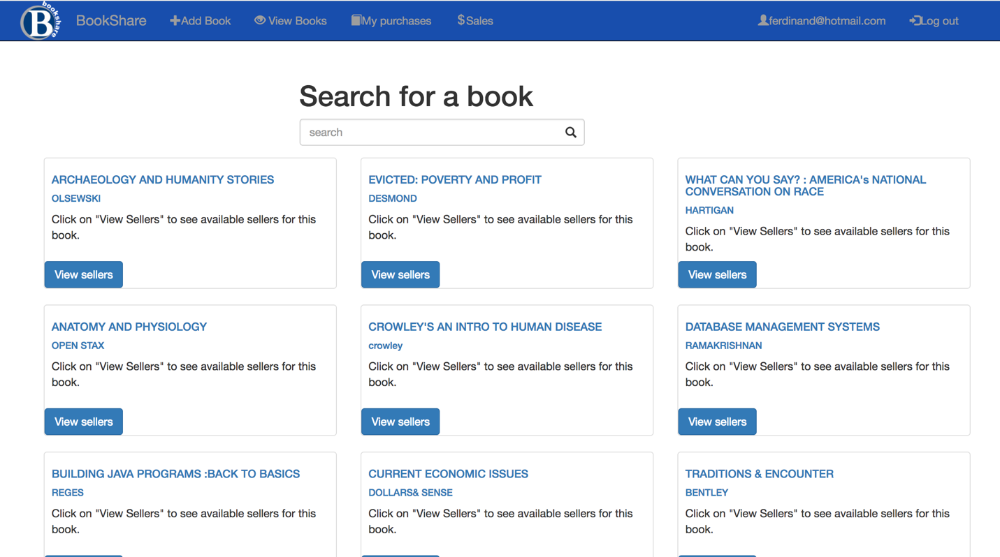 B bookshare
BookShare
Add Book
View Books
My purchases
$Sales
ferdinand@hotmail.com
Log out
Search for a book
search
ARCHAEOLOGY AND HUMANITY STORIES
OLSEWSKI
Click on "View Sellers" to see available sellers for this
book.
View sellers
EVICTED: POVERTY AND PROFIT
DESMOND
Click on "View Sellers" to see available sellers for this
book.
View sellers
WHAT CAN YOU SAY? : AMERICA's NATIONAL
CONVERSATION ON RACE
HARTIGAN
Click on "View Sellers" to see available sellers for this
book.
View sellers
ANATOMY AND PHYSIOLOGY
OPEN STAX
Click on "View Sellers" to see available sellers for this
book.
View sellers
CROWLEY'S AN INTRO TO HUMAN DISEASE
crowley
Click on "View Sellers" to see available sellers for this
book.
View sellers
DATABASE MANAGEMENT SYSTEMS
RAMAKRISHNAN
Click on "View Sellers" to see available sellers for this
book.
View sellers
BUILDING JAVA PROGRAMS :BACK TO BASICS
REGES
Click on "View Sellers" to see available sellers for this
book.
CURRENT ECONOMIC ISSUES
DOLLARS& SENSE
Click on "View Sellers" to see available sellers for this
book.
TRADITIONS & ENCOUNTER
BENTLEY
Click on "View Sellers" to see available sellers for this
book.